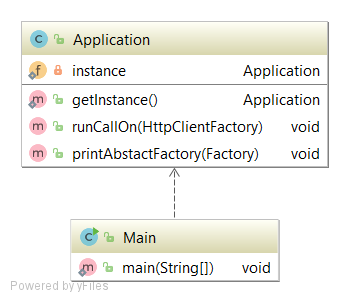 C Application
f instance Application
m getInstance() Application
m runCallOn(HttpClientFactory) void
m printAbstactFactory(Factory) void
C Main
m main(String[]) void
Powered by yFiles